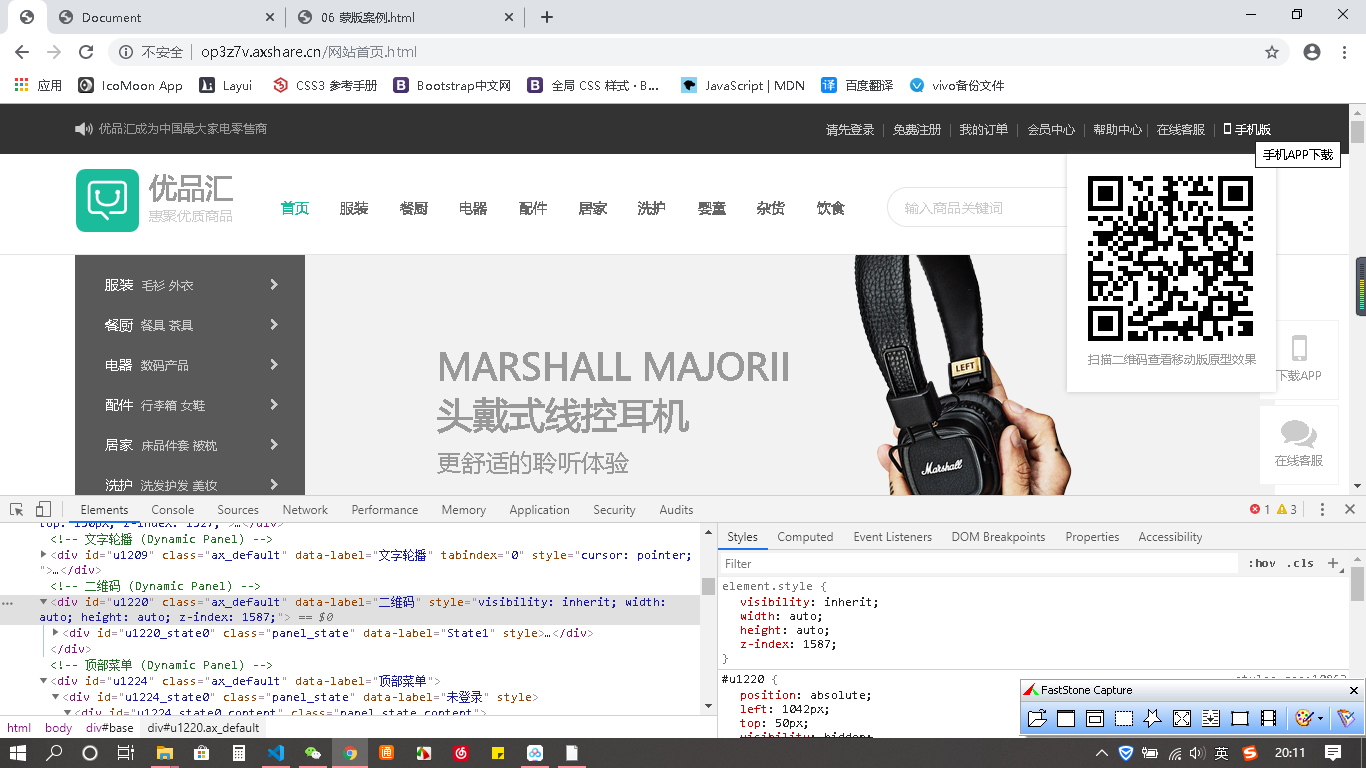 Document
06 蒙版案例.html
不安全 op3z7v.axshare.cn/网站首页.html
应用 IcoMoon App Layui CSS3 参考手册 Bootstrap中文网 全局 CSS 样式 · B... JavaScript | MDN 百度翻译 vivo备份文件
优品汇成为中国最大家电零售商 请先登录 免费注册 我的订单 会员中心 帮助中心 在线客服 手机版
手机APP下载
优品汇
惠聚优质商品
首页 服装 餐厨 电器 配件 居家 洗护 婴童 杂货 饮食 输入商品关键词
服装 毛衫 外衣
餐厨 餐具 茶具
电器 数码产品
配件 行李箱 女鞋
居家 床品件套 被枕
洗护 洗发护发 美妆
MARSHALL MAJORII
头戴式线控耳机
更舒适的聆听体验
LEFT
Marshall
扫描二维码查看移动版原型效果
下载APP
在线客服
Elements Console Sources Network Performance Memory Application Security Audits 1 3
top: 150px; z-index: 1527; >…</div>
<!-- 文字轮播 (Dynamic Panel) -->
<div id="u1209" class="ax_default" data-label="文字轮播" tabindex="0" style="cursor: pointer;
">…</div>
<!-- 二维码 (Dynamic Panel) -->
<div id="u1220" class="ax_default" data-label="二维码" style="visibility: inherit; width:
auto; height: auto; z-index: 1587;"> == $0
<div id="u1220_state0" class="panel_state" data-label="State1" style>…</div>
</div>
<!-- 顶部菜单 (Dynamic Panel) -->
<div id="u1224" class="ax_default" data-label="顶部菜单">
<div id="u1224_state0" class="panel_state" data-label="未登录" style>
<div id="u1224_state0_content" class="panel_state_content">
html body div#base div#u1220.ax_default
Styles Computed Event Listeners DOM Breakpoints Properties Accessibility
Filter :hov .cls
element.style {
visibility: inherit;
width: auto;
height: auto;
z-index: 1587;
}
#u1220 {
position: absolute;
left: 1042px;
top: 50px;
visibility: hidden;
FastStone Capture
英 20:11